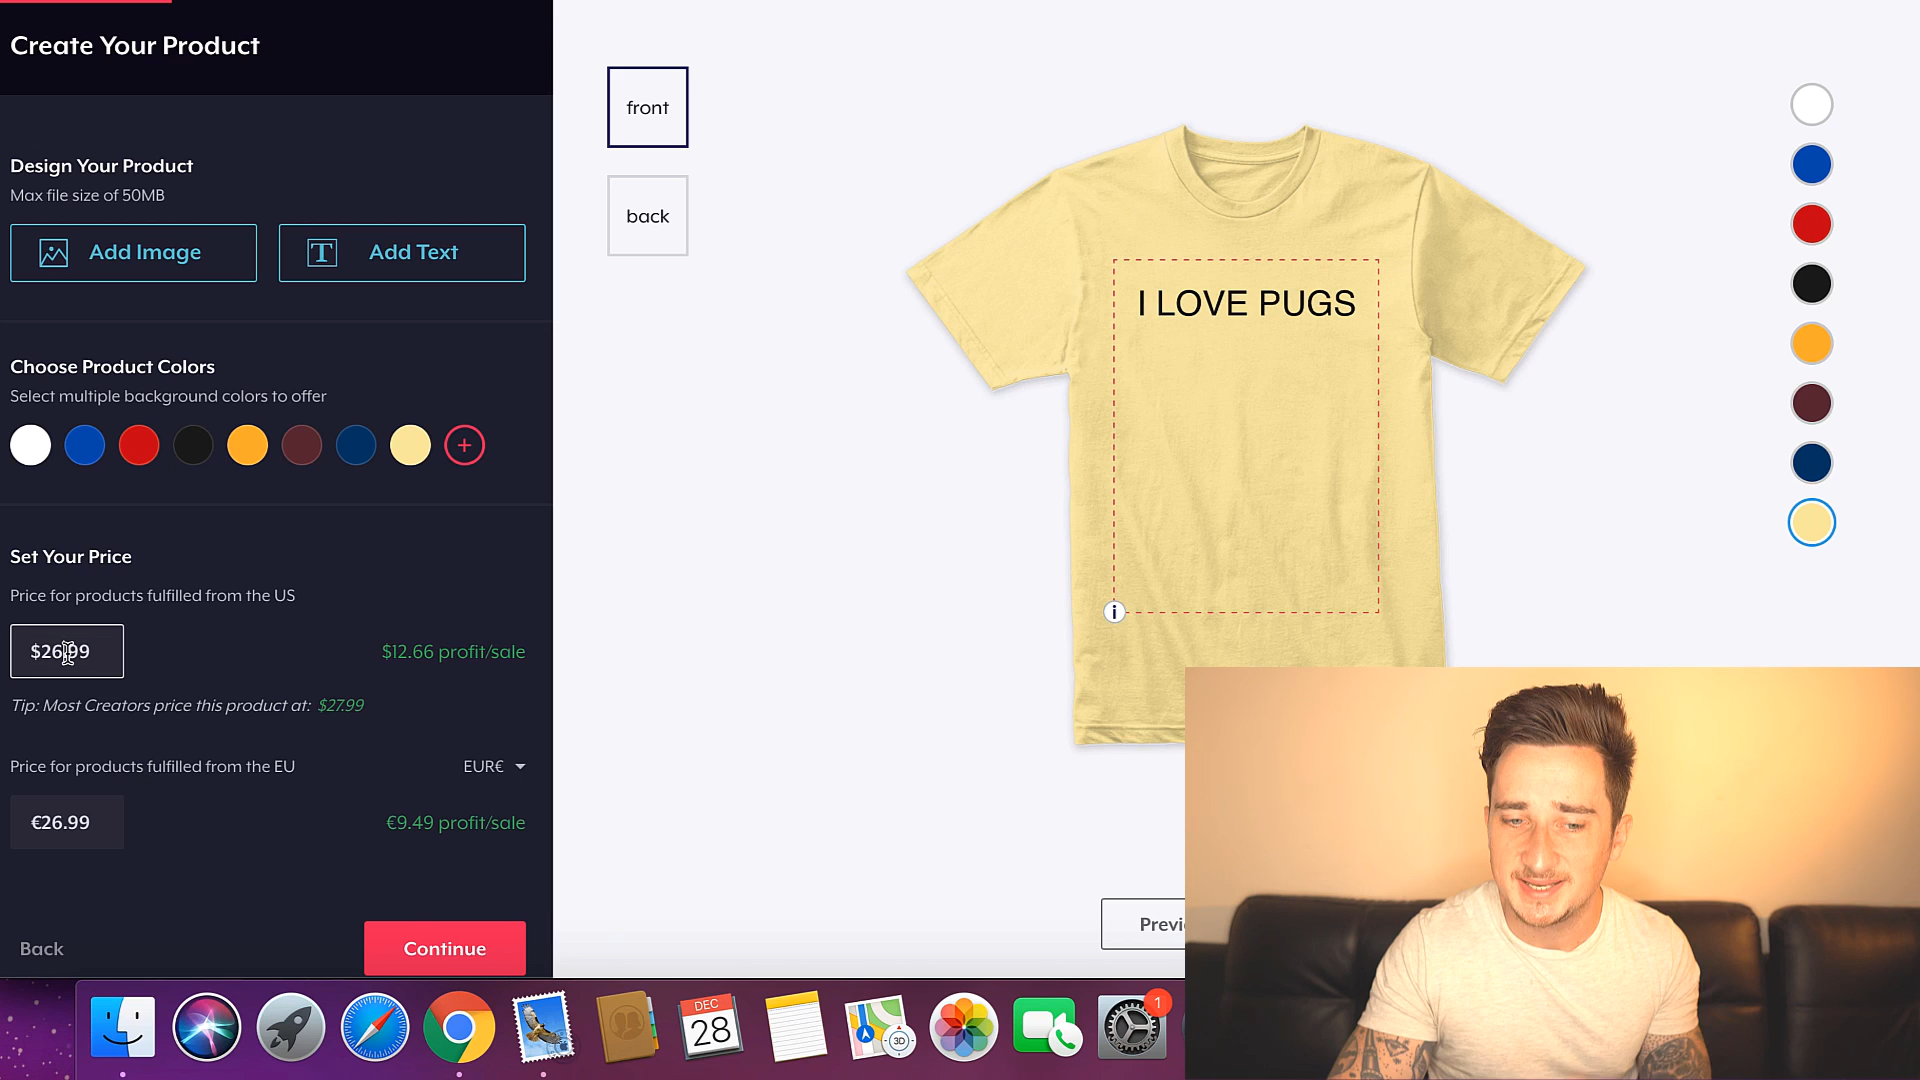 Create Your Product
Design Your Product
Max file size of 50MB
Add Image
T
Add Text
Choose Product Colors
Select multiple background colors to offer
+
Set Your Price
Price for products fulfilled from the US
$26.99
$12.66 profit/sale
Tip: Most Creators price this product at: $27.99
Price for products fulfilled from the EU
EUR€
€26.99
€9.49 profit/sale
Back
Continue
front
back
I LOVE PUGS
i
DEC
28
3D
1